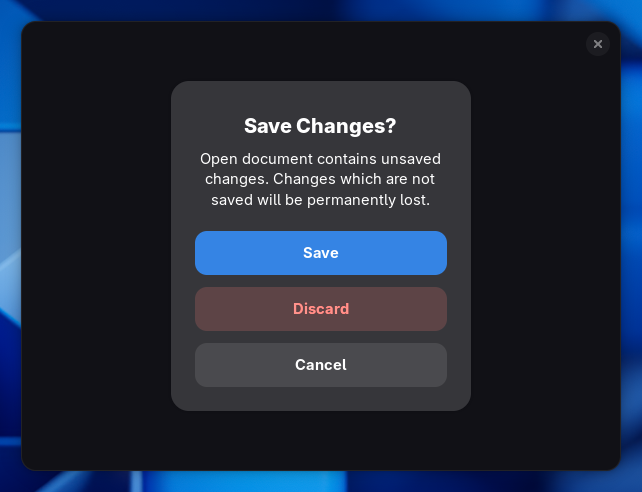 Save Changes?
Open document contains unsaved
changes. Changes which are not
saved will be permanently lost.
Save
Discard
Cancel